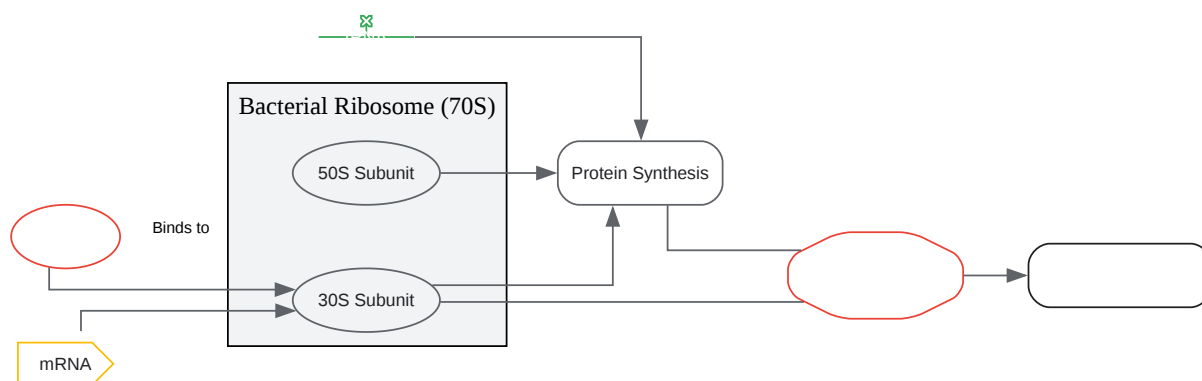 Bacterial Ribosome (70S)
50S Subunit
Protein Synthesis
Binds to
30S Subunit
mRNA